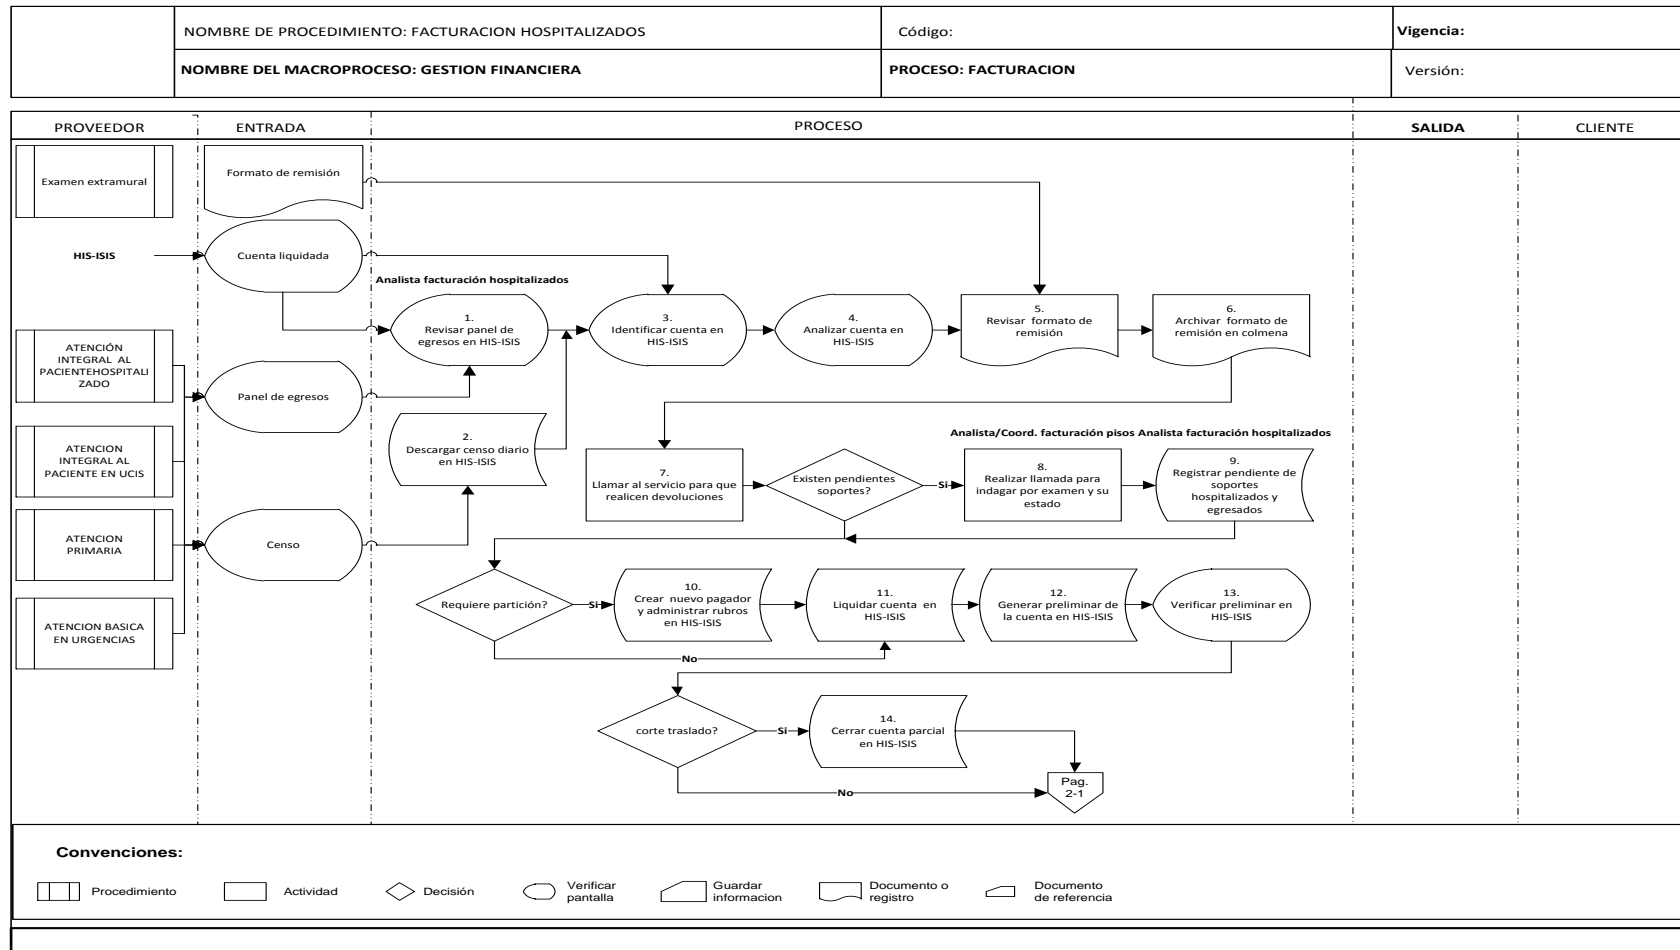 NOMBRE DE PROCEDIMIENTO: FACTURACION HOSPITALIZADOS
Código:
Vigencia:
NOMBRE DEL MACROPROCESO: GESTION FINANCIERA
PROCESO: FACTURACION
Versión:
PROVEEDOR
ENTRADA
PROCESO
SALIDA
CLIENTE
Examen extramural
Formato de remisión
HIS-ISIS
Cuenta liquidada
Analista facturación hospitalizados
1.
Revisar panel de
egresos en HIS-ISIS
3.
Identificar cuenta en
HIS-ISIS
4.
Analizar cuenta en
HIS-ISIS
5.
Revisar formato de
remisión
6.
Archivar formato de
remisión en colmena
ATENCIÓN
INTEGRAL AL
PACIENTEHOSPITALI
ZADO
Panel de egresos
2.
Descargar censo diario
en HIS-ISIS
ATENCION
INTEGRAL AL
PACIENTE EN UCIS
Analista/Coord. facturación pisos
Analista facturación hospitalizados
7.
Llamar al servicio para que
realicen devoluciones
Existen pendientes
soportes?
Si
8.
Realizar llamada para
indagar por examen y su
estado
9.
Registrar pendiente de
soportes
hospitalizados y
egresados
ATENCION
PRIMARIA
Censo
ATENCION BASICA
EN URGENCIAS
Requiere partición?
Si
10.
Crear nuevo pagador
y administrar rubros
en HIS-ISIS
11.
Liquidar cuenta en
HIS-ISIS
12.
Generar preliminar de
la cuenta en HIS-ISIS
13.
Verificar preliminar en
HIS-ISIS
No
corte traslado?
Si
14.
Cerrar cuenta parcial
en HIS-ISIS
No
Pag.
2-1
Convenciones:
Procedimiento
Actividad
Decisión
Verificar
pantalla
Guardar
informacion
Documento o
registro
Documento
de referencia